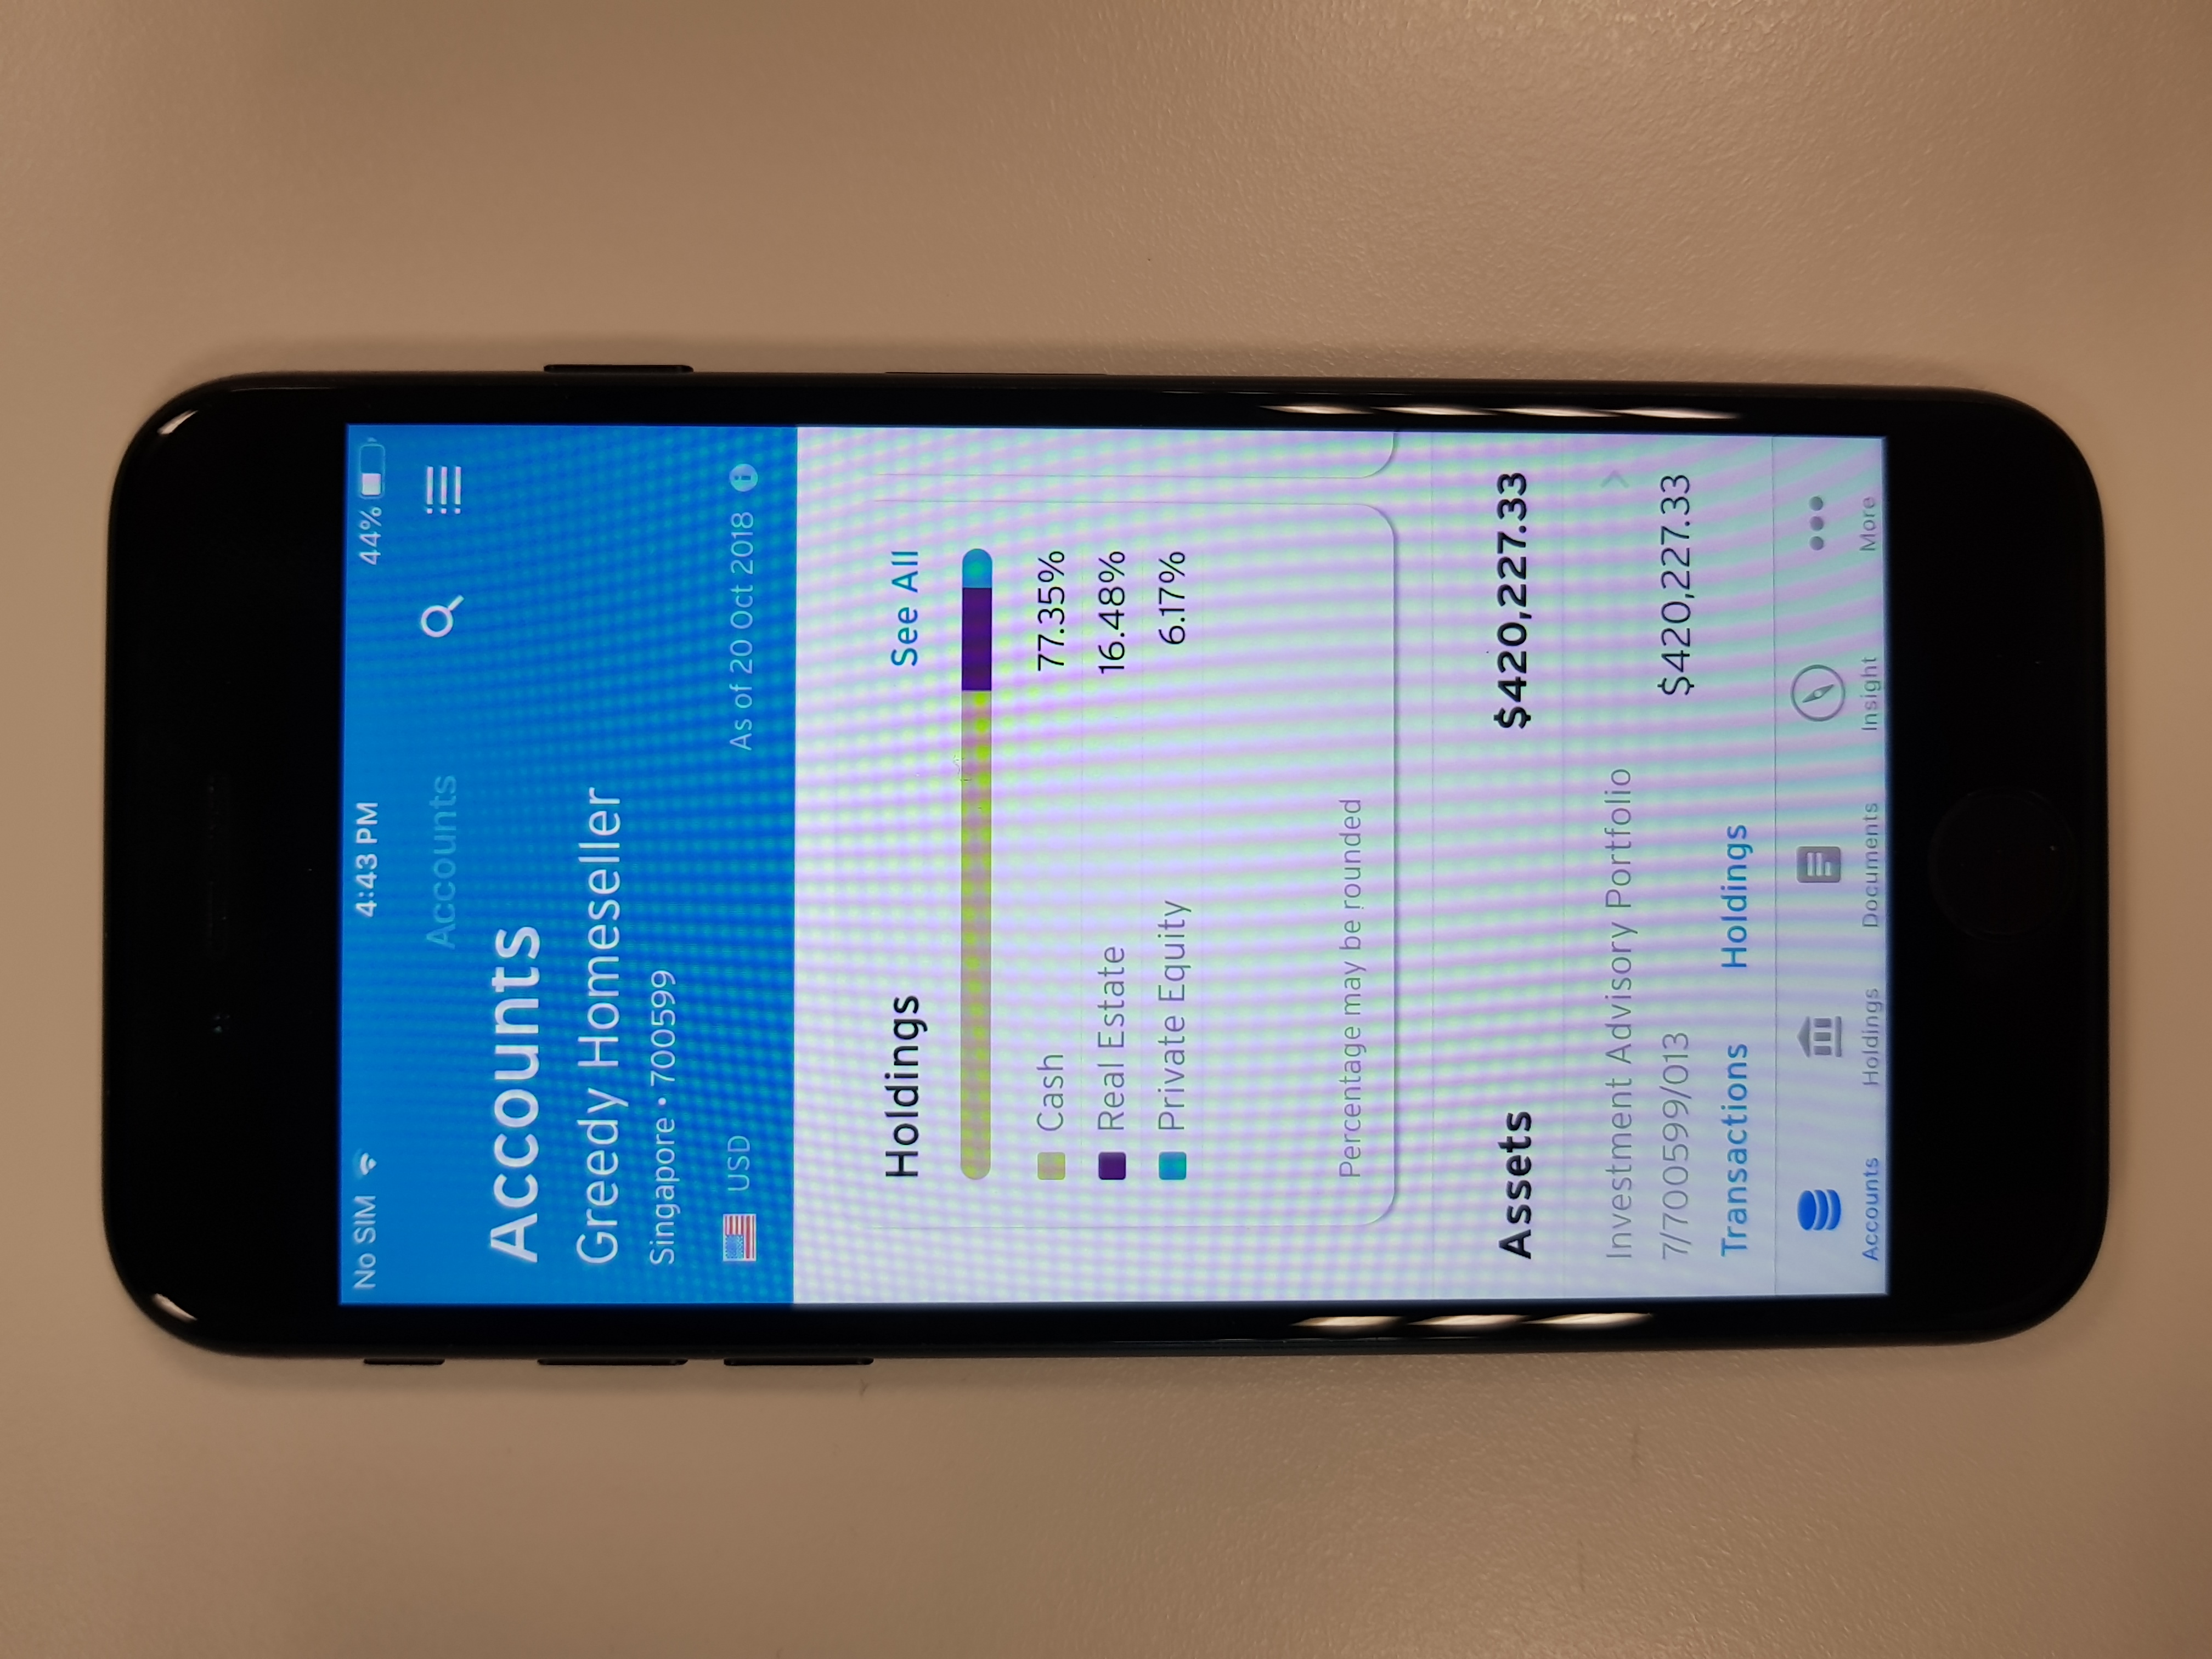 No SIM 4:43 PM 44%
Accounts
Accounts
Greedy Homeseller
Singapore • 700599
USD As of 20 Oct 2018
Holdings See All
Cash 77.35%
Real Estate 16.48%
Private Equity 6.17%
Percentage may be rounded
Assets $420,227.33
Investment Advisory Portfolio
7/700599/013 $420,227.33
Transactions Holdings
Accounts Holdings Documents Insight More